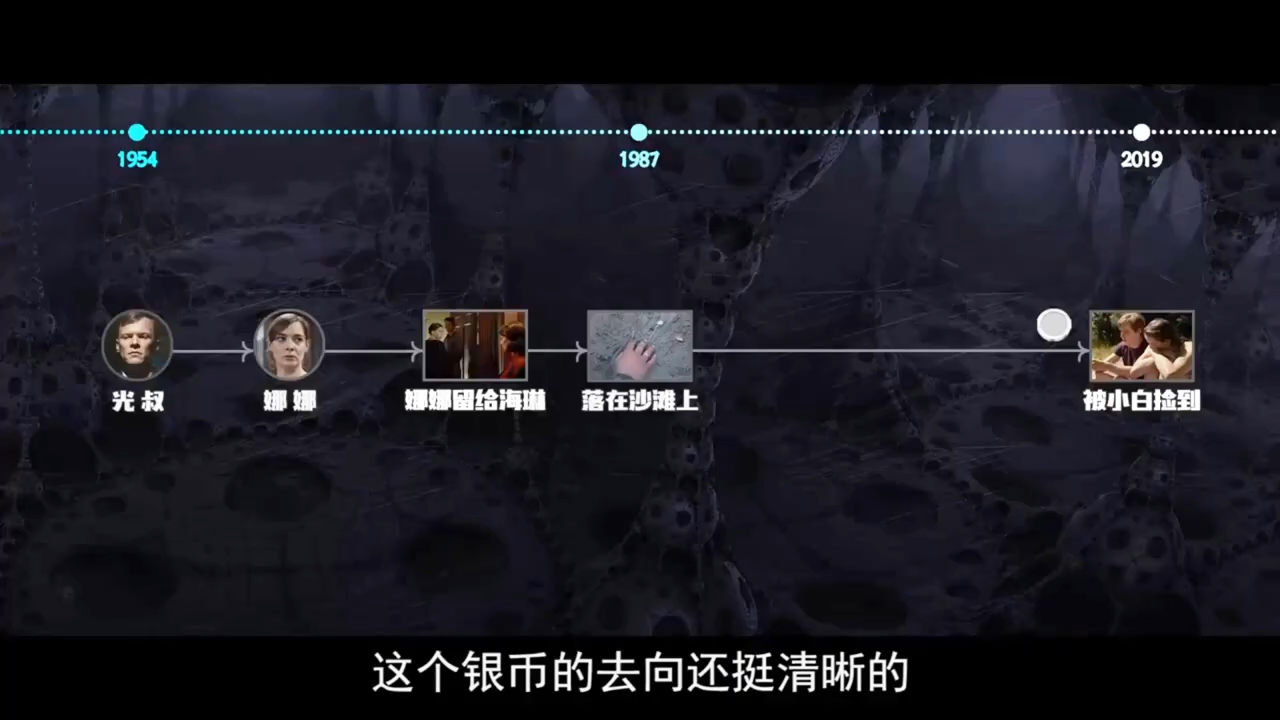 1954
1987
2019
光叔
娜娜
娜娜留给海琳
落在沙滩上
被小白捡到
这个银币的去向还挺清晰的